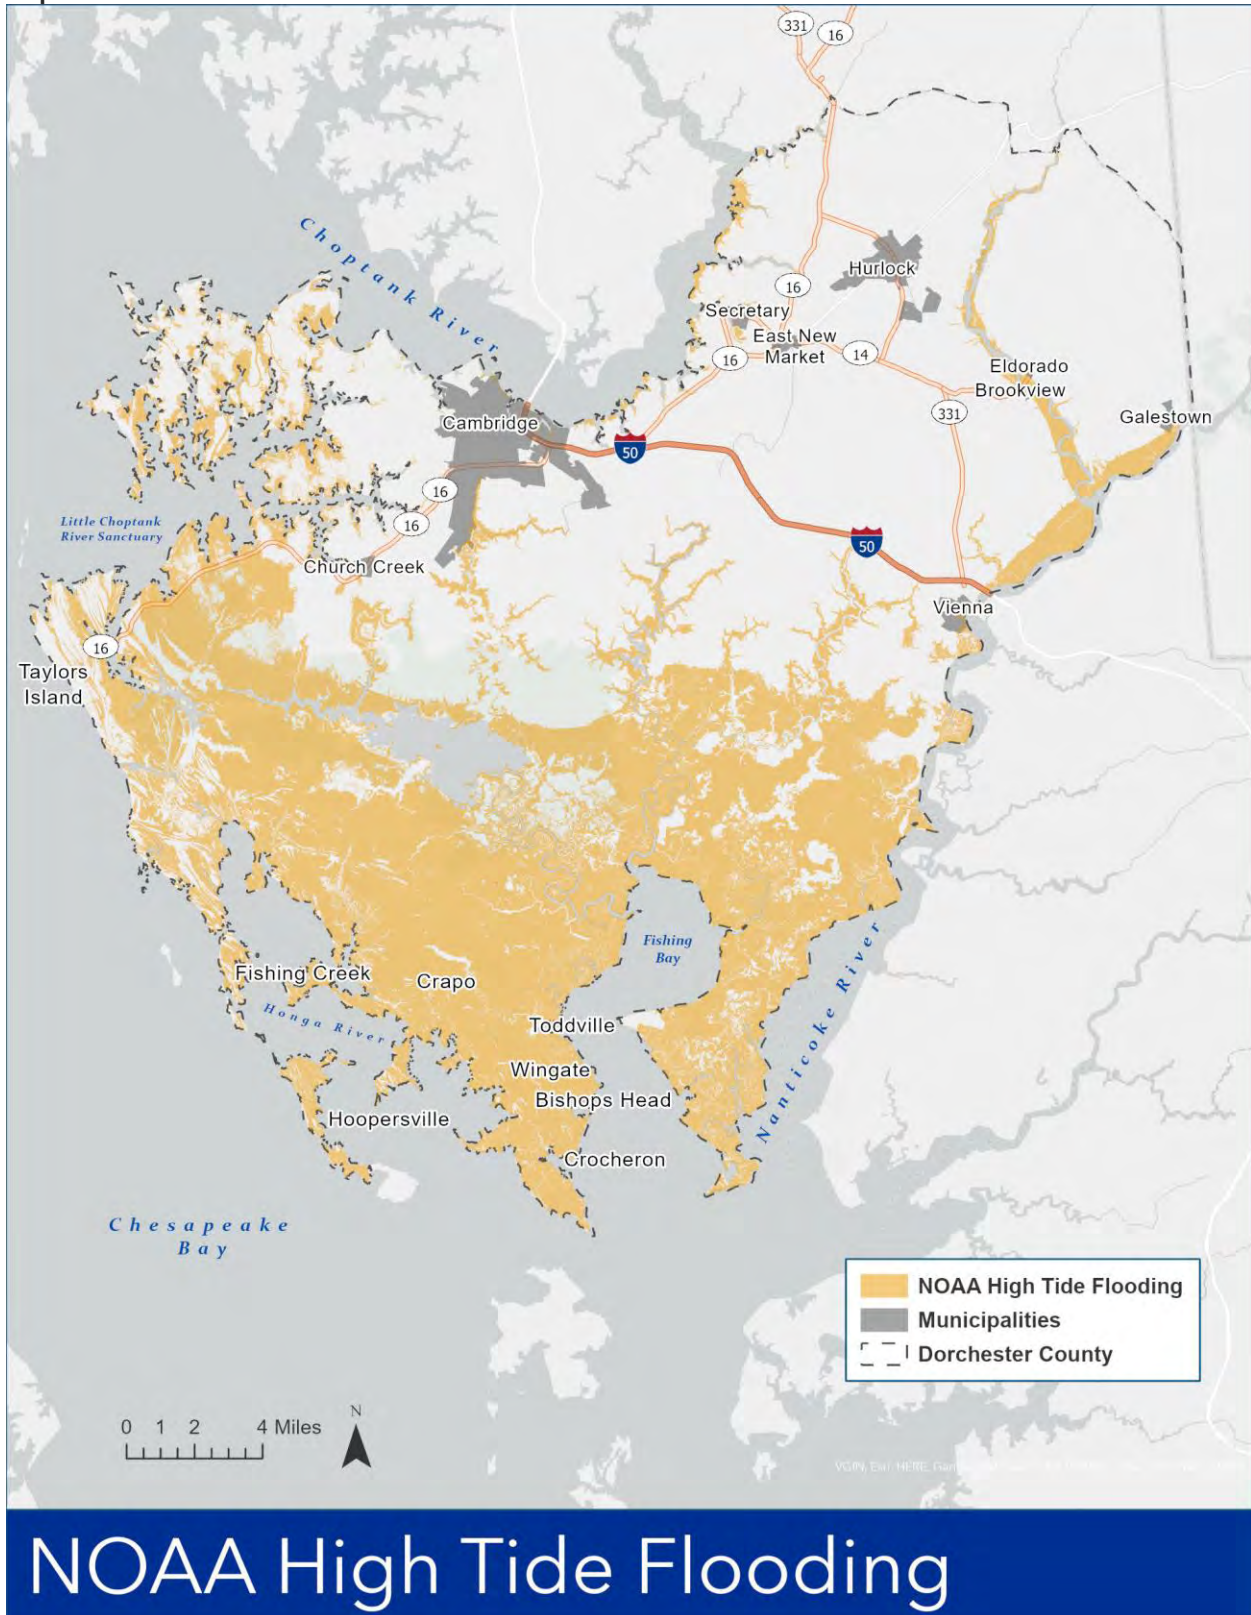 331
16
Choptank River
Hurlock
16
Secretary
East New
Market
16
14
Eldorado
Brookview
331
Galestown
Cambridge
50
16
16
50
Little Choptank
River Sanctuary
Church Creek
Vienna
16
Taylors
Island
Fishing
Bay
Fishing Creek
Crapo
Honga River
Toddville
Nanticoke River
Wingate
Bishops Head
Hoopersville
Crocheron
Chesapeake
Bay
NOAA High Tide Flooding
Municipalities
Dorchester County
N
0 1 2 4 Miles
VGIN, Esri, HERE,
NOAA High Tide Flooding